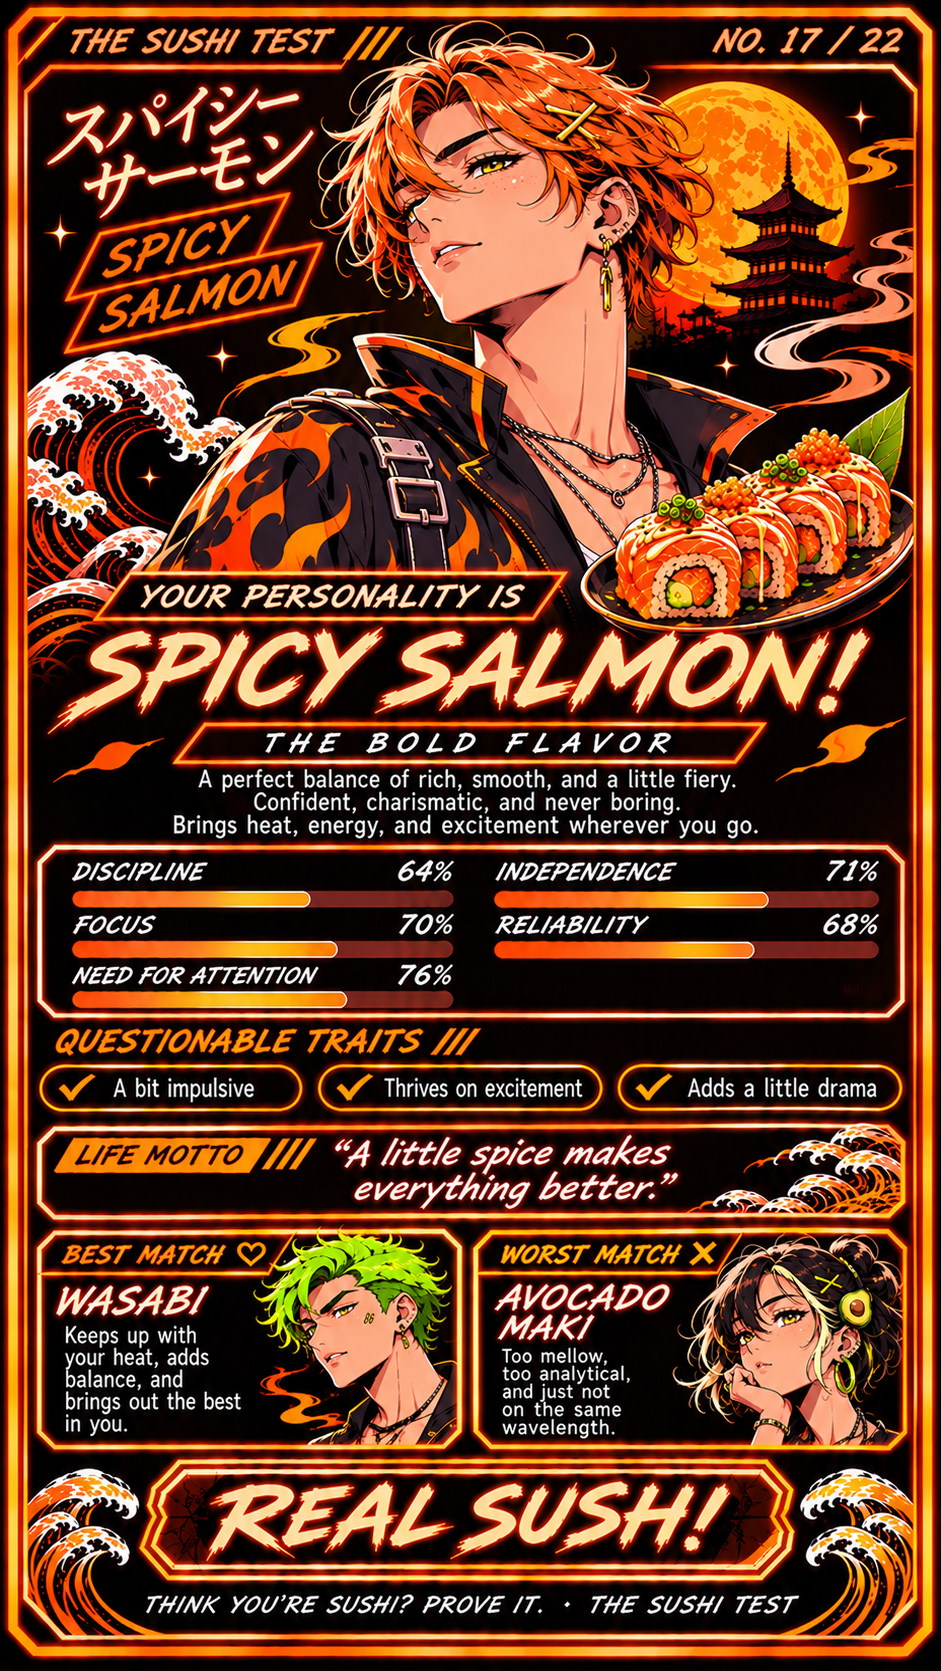 THE SUSHI TEST ///
NO. 17 / 22
スパイシー
サーモン
SPICY
SALMON
YOUR PERSONALITY IS
SPICY SALMON!
THE BOLD FLAVOR
A perfect balance of rich, smooth, and a little fiery.
Confident, charismatic, and never boring.
Brings heat, energy, and excitement wherever you go.
DISCIPLINE 64%
INDEPENDENCE 71%
FOCUS 70%
RELIABILITY 68%
NEED FOR ATTENTION 76%
QUESTIONABLE TRAITS ///
A bit impulsive
Thrives on excitement
Adds a little drama
LIFE MOTTO ///
“A little spice makes
everything better.”
BEST MATCH
WASABI
Keeps up with
your heat, adds
balance, and
brings out the best
in you.
86
WORST MATCH
AVOCADO
MAKI
Too mellow,
too analytical,
and just not
on the same
wavelength.
REAL SUSH!
THINK YOU'RE SUSHI? PROVE IT. · THE SUSHI TEST